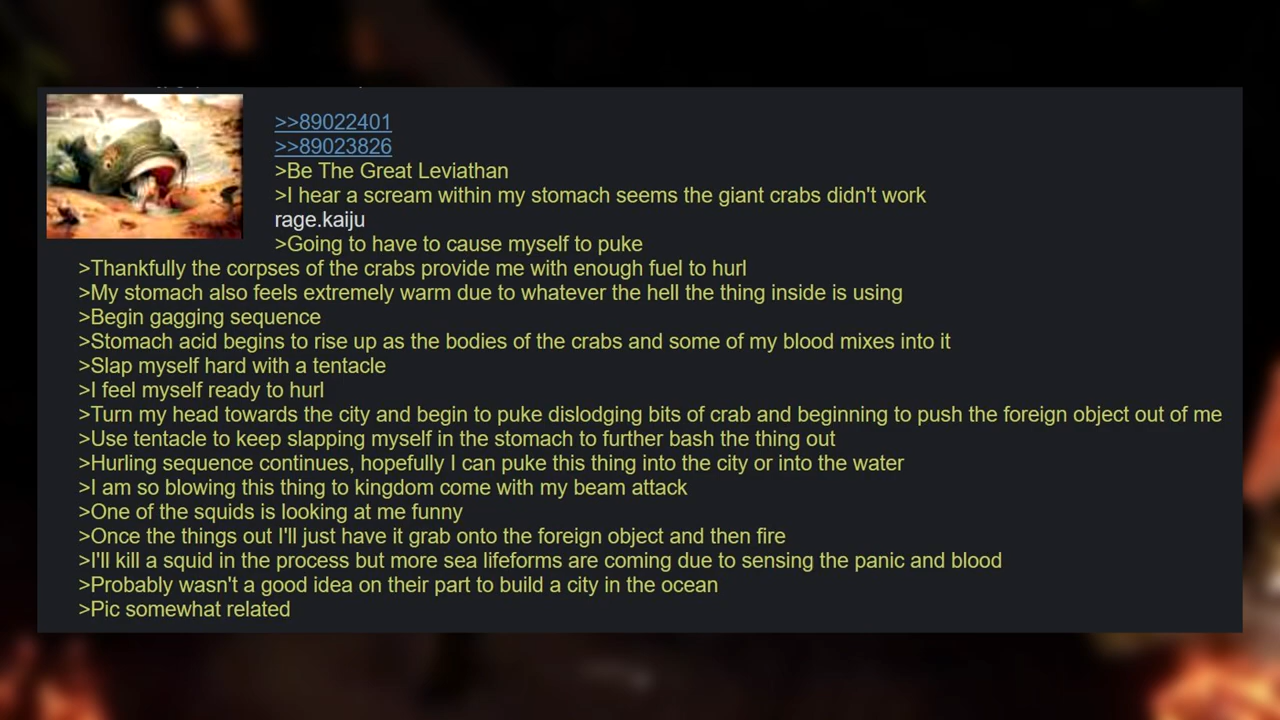 >>89022401
>>89023826
>Be The Great Leviathan
>I hear a scream within my stomach seems the giant crabs didn't work
rage.kaiju
>Going to have to cause myself to puke
>Thankfully the corpses of the crabs provide me with enough fuel to hurl
>My stomach also feels extremely warm due to whatever the hell the thing inside is using
>Begin gagging sequence
>Stomach acid begins to rise up as the bodies of the crabs and some of my blood mixes into it
>Slap myself hard with a tentacle
>I feel myself ready to hurl
>Turn my head towards the city and begin to puke dislodging bits of crab and beginning to push the foreign object out of me
>Use tentacle to keep slapping myself in the stomach to further bash the thing out
>Hurling sequence continues, hopefully I can puke this thing into the city or into the water
>I am so blowing this thing to kingdom come with my beam attack
>One of the squids is looking at me funny
>Once the things out I'll just have it grab onto the foreign object and then fire
>I'll kill a squid in the process but more sea lifeforms are coming due to sensing the panic and blood
>Probably wasn't a good idea on their part to build a city in the ocean
>Pic somewhat related